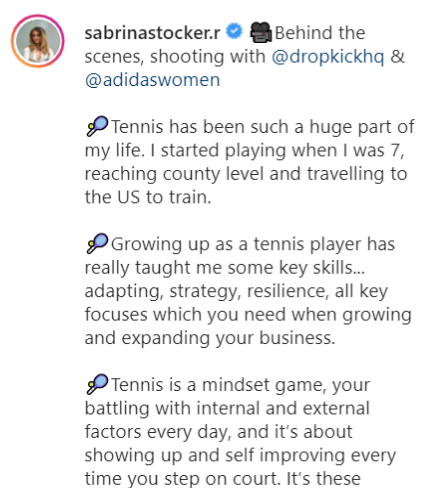 sabrinastocker.r 🎥Behind the
scenes, shooting with @dropkickhq &
@adidaswomen
🎾Tennis has been such a huge part of
my life. I started playing when I was 7,
reaching county level and travelling to
the US to train.
🎾Growing up as a tennis player has
really taught me some key skills...
adapting, strategy, resilience, all key
focuses which you need when growing
and expanding your business.
🎾Tennis is a mindset game, your
battling with internal and external
factors every day, and it's about
showing up and self improving every
time you step on court. It's these